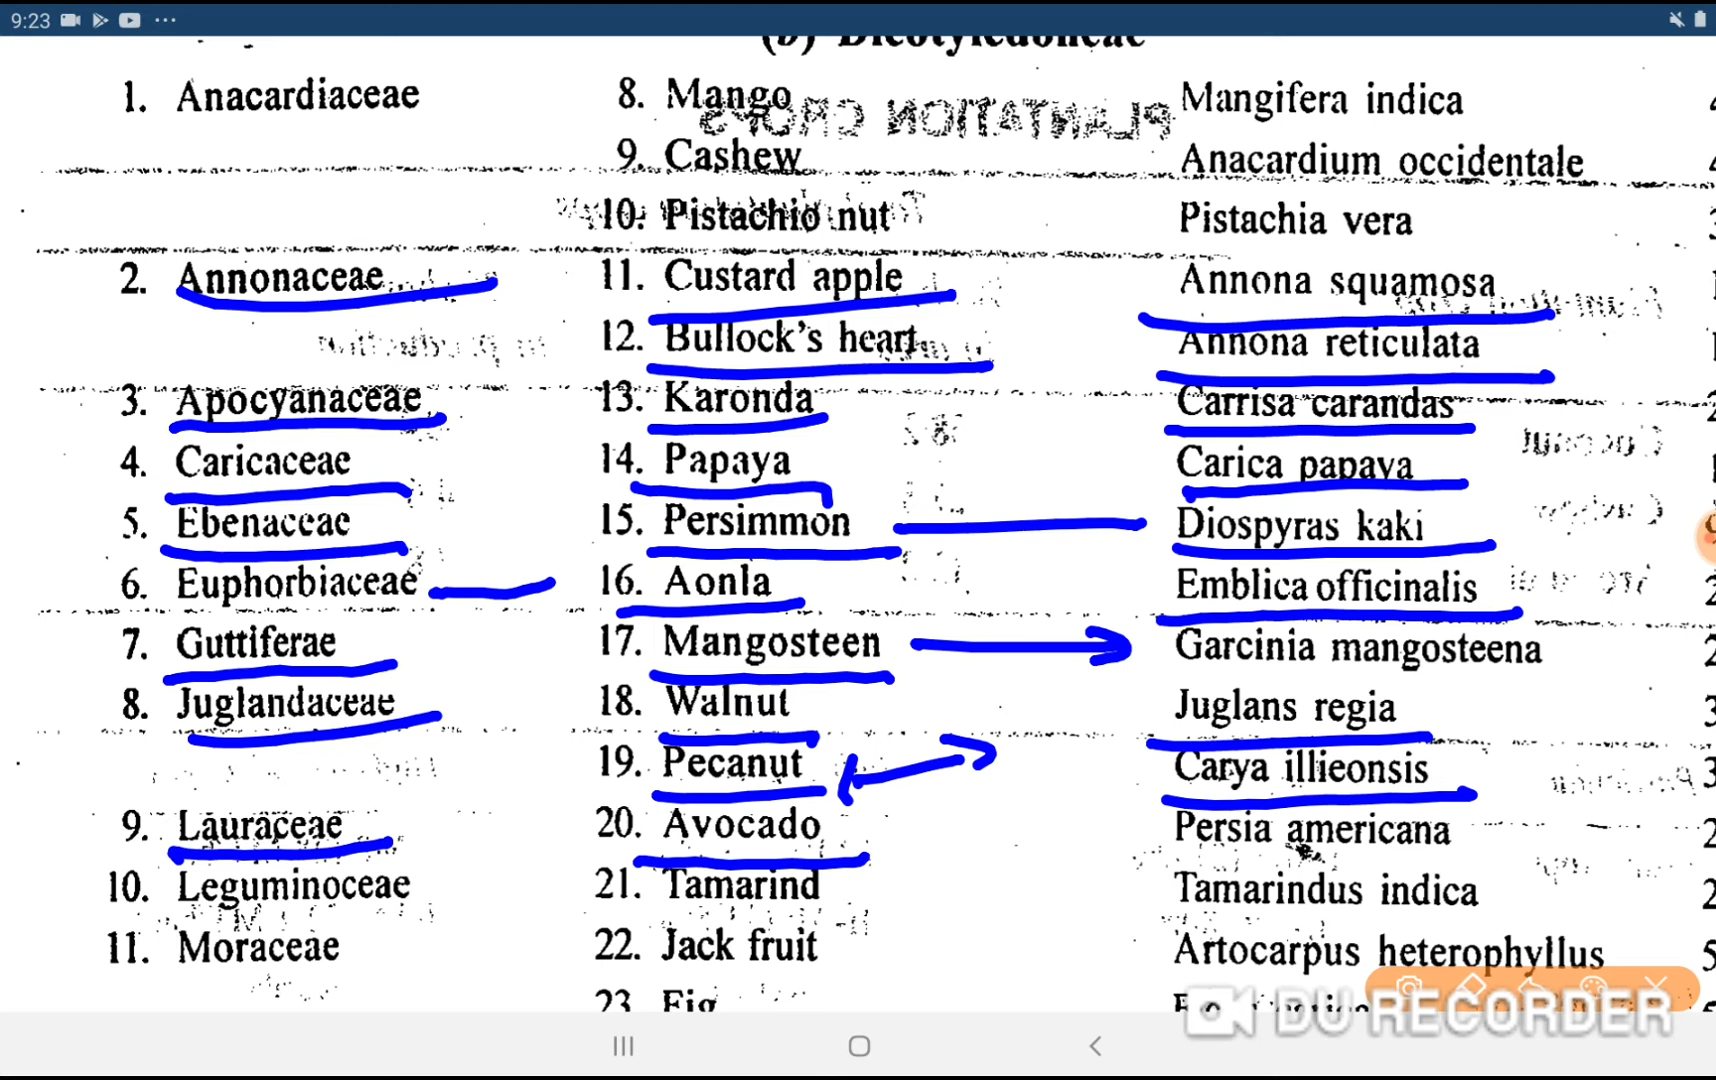 9:23
(b) Dicotyledoneae
1. Anacardiaceae 8. Mango Mangifera indica
PLANTATION CROPS
9. Cashew Anacardium occidentale
10. Pistachio nut Pistachia vera
2. Annonaceae 11. Custard apple Annona squamosa
12. Bullock's heart Annona reticulata
3. Apocyanaceae 13. Karonda Carrisa carandas
4. Caricaceae 14. Papaya Carica papaya
5. Ebenaceae 15. Persimmon Diospyras kaki
6. Euphorbiaceae 16. Aonla Emblica officinalis
7. Guttiferae 17. Mangosteen Garcinia mangosteena
8. Juglandaceae 18. Walnut Juglans regia
19. Pecanut Carya illieonsis
9. Lauraceae 20. Avocado Persia americana
10. Leguminoceae 21. Tamarind Tamarindus indica
11. Moraceae 22. Jack fruit Artocarpus heterophyllus
23. Fig
DU RECORDER